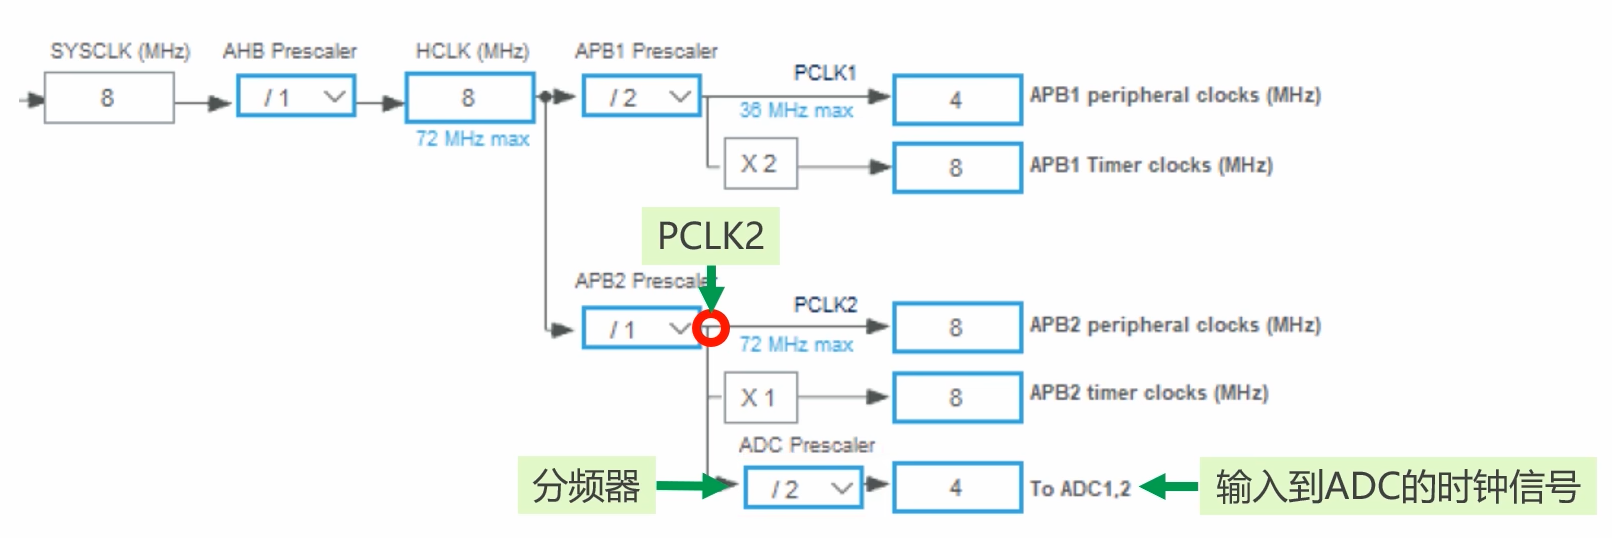 SYSCLK (MHz)
AHB Prescaler
HCLK (MHz)
APB1 Prescaler
8
/ 1
8
72 MHz max
/ 2
PCLK1
36 MHz max
4
APB1 peripheral clocks (MHz)
X 2
8
APB1 Timer clocks (MHz)
PCLK2
APB2 Prescaler
/ 1
PCLK2
72 MHz max
8
APB2 peripheral clocks (MHz)
X 1
8
APB2 timer clocks (MHz)
ADC Prescaler
分频器
/ 2
4
To ADC1,2
输入到ADC的时钟信号